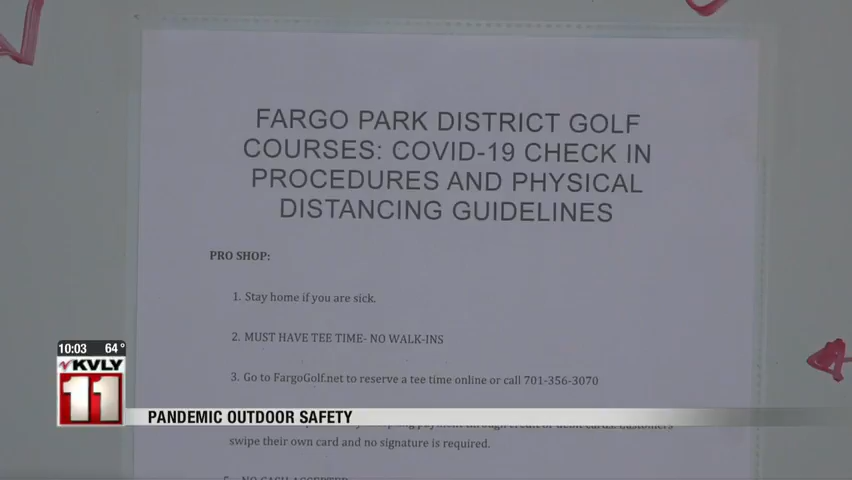 FARGO PARK DISTRICT GOLF
COURSES: COVID-19 CHECK IN
PROCEDURES AND PHYSICAL
DISTANCING GUIDELINES
PRO SHOP:
1. Stay home if you are sick.
2. MUST HAVE TEE TIME- NO WALK-INS
3. Go to FargoGolf.net to reserve a tee time online or call 701-356-3070
swipe their own card and no signature is required.
10:03 64°
KVLY
11
PANDEMIC OUTDOOR SAFETY